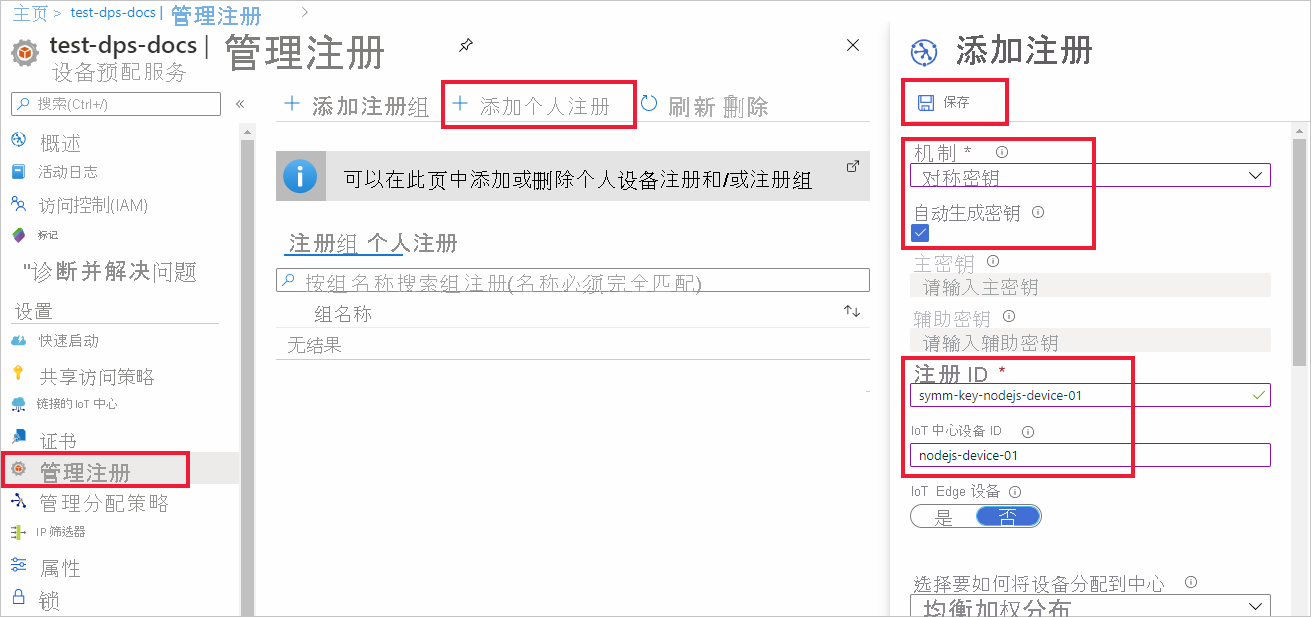 主页 > test-dps-docs | 管理注册 >
test-dps-docs | 管理注册
设备预配服务
搜索(Ctrl+/) «
概述
活动日志
访问控制(IAM)
标记
"诊断并解决问题
设置
快速启动
共享访问策略
链接的 IoT 中心
证书
管理注册
管理分配策略
IP 筛选器
属性
锁
+ 添加注册组 + 添加个人注册 刷新 删除
可以在此页中添加或删除个人设备注册和/或注册组
注册组 个人注册
按组名称搜索组注册(名称必须完全匹配)
组名称
无结果
添加注册
保存
机制 *
对称密钥
自动生成密钥
主密钥
请输入主密钥
辅助密钥
请输入辅助密钥
注册 ID *
symm-key-nodejs-device-01
IoT 中心设备 ID
nodejs-device-01
IoT Edge 设备
是 否
选择要如何将设备分配到中心
均衡加权分布